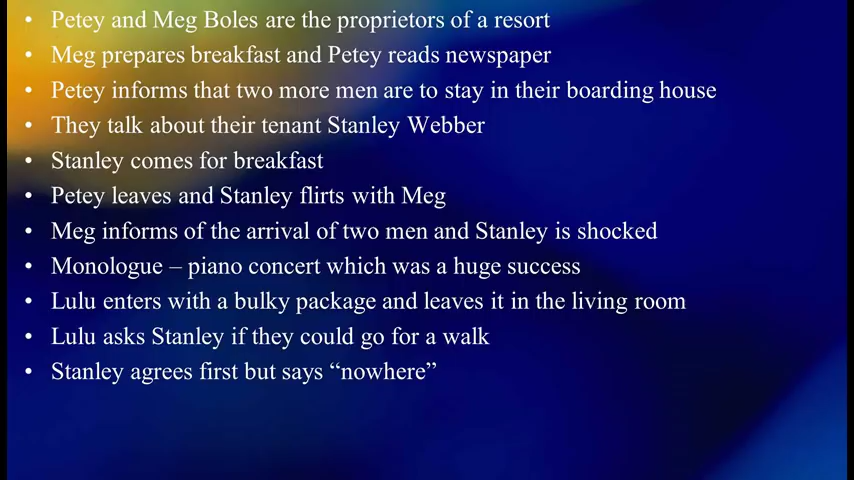 • Petey and Meg Boles are the proprietors of a resort
• Meg prepares breakfast and Petey reads newspaper
• Petey informs that two more men are to stay in their boarding house
• They talk about their tenant Stanley Webber
• Stanley comes for breakfast
• Petey leaves and Stanley flirts with Meg
• Meg informs of the arrival of two men and Stanley is shocked
• Monologue – piano concert which was a huge success
• Lulu enters with a bulky package and leaves it in the living room
• Lulu asks Stanley if they could go for a walk
• Stanley agrees first but says “nowhere”